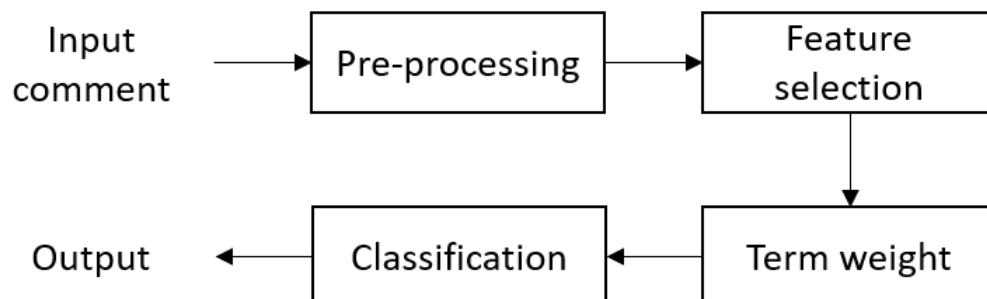 Input
comment
Pre-processing
Feature
selection
Term weight
Classification
Output